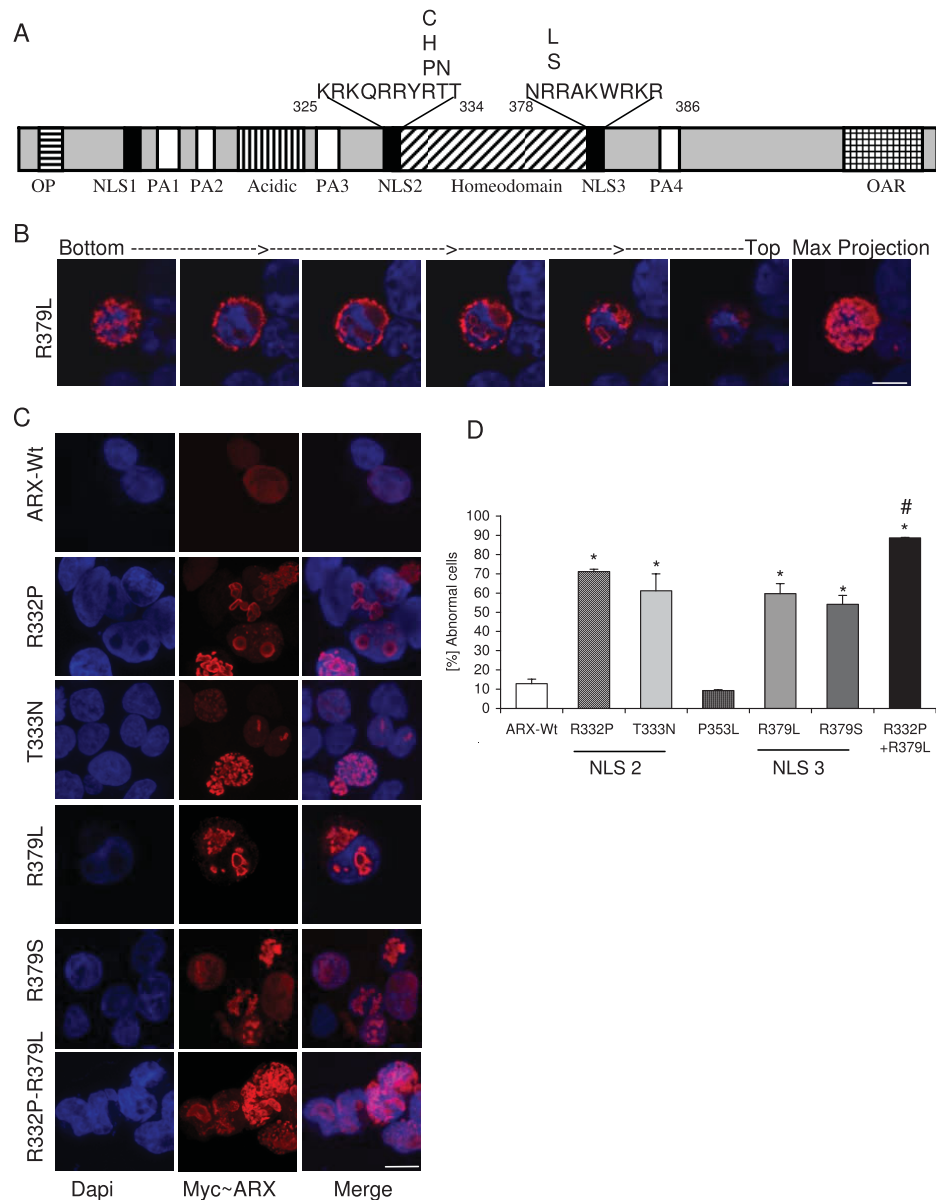 A
C
H
PN
L
S
KRKQRRYRTT
NRRAKWRKR
325
334
378
386
OP
NLS1
PA1
PA2
Acidic
PA3
NLS2
Homeodomain
NLS3
PA4
OAR
B
Bottom --------------------> -------------------------> ----------------------> ------------------Top Max Projection
R379L
C
ARX-Wt
R332P
T333N
R379L
R379S
R332P-R379L
Dapi
Myc~ARX
Merge
D
[%] Abnormal cells
100
90
80
70
60
50
40
30
20
10
0
*
*
*
*
#
*
ARX-Wt
R332P
T333N
P353L
R379L
R379S
R332P
+R379L
NLS 2
NLS 3